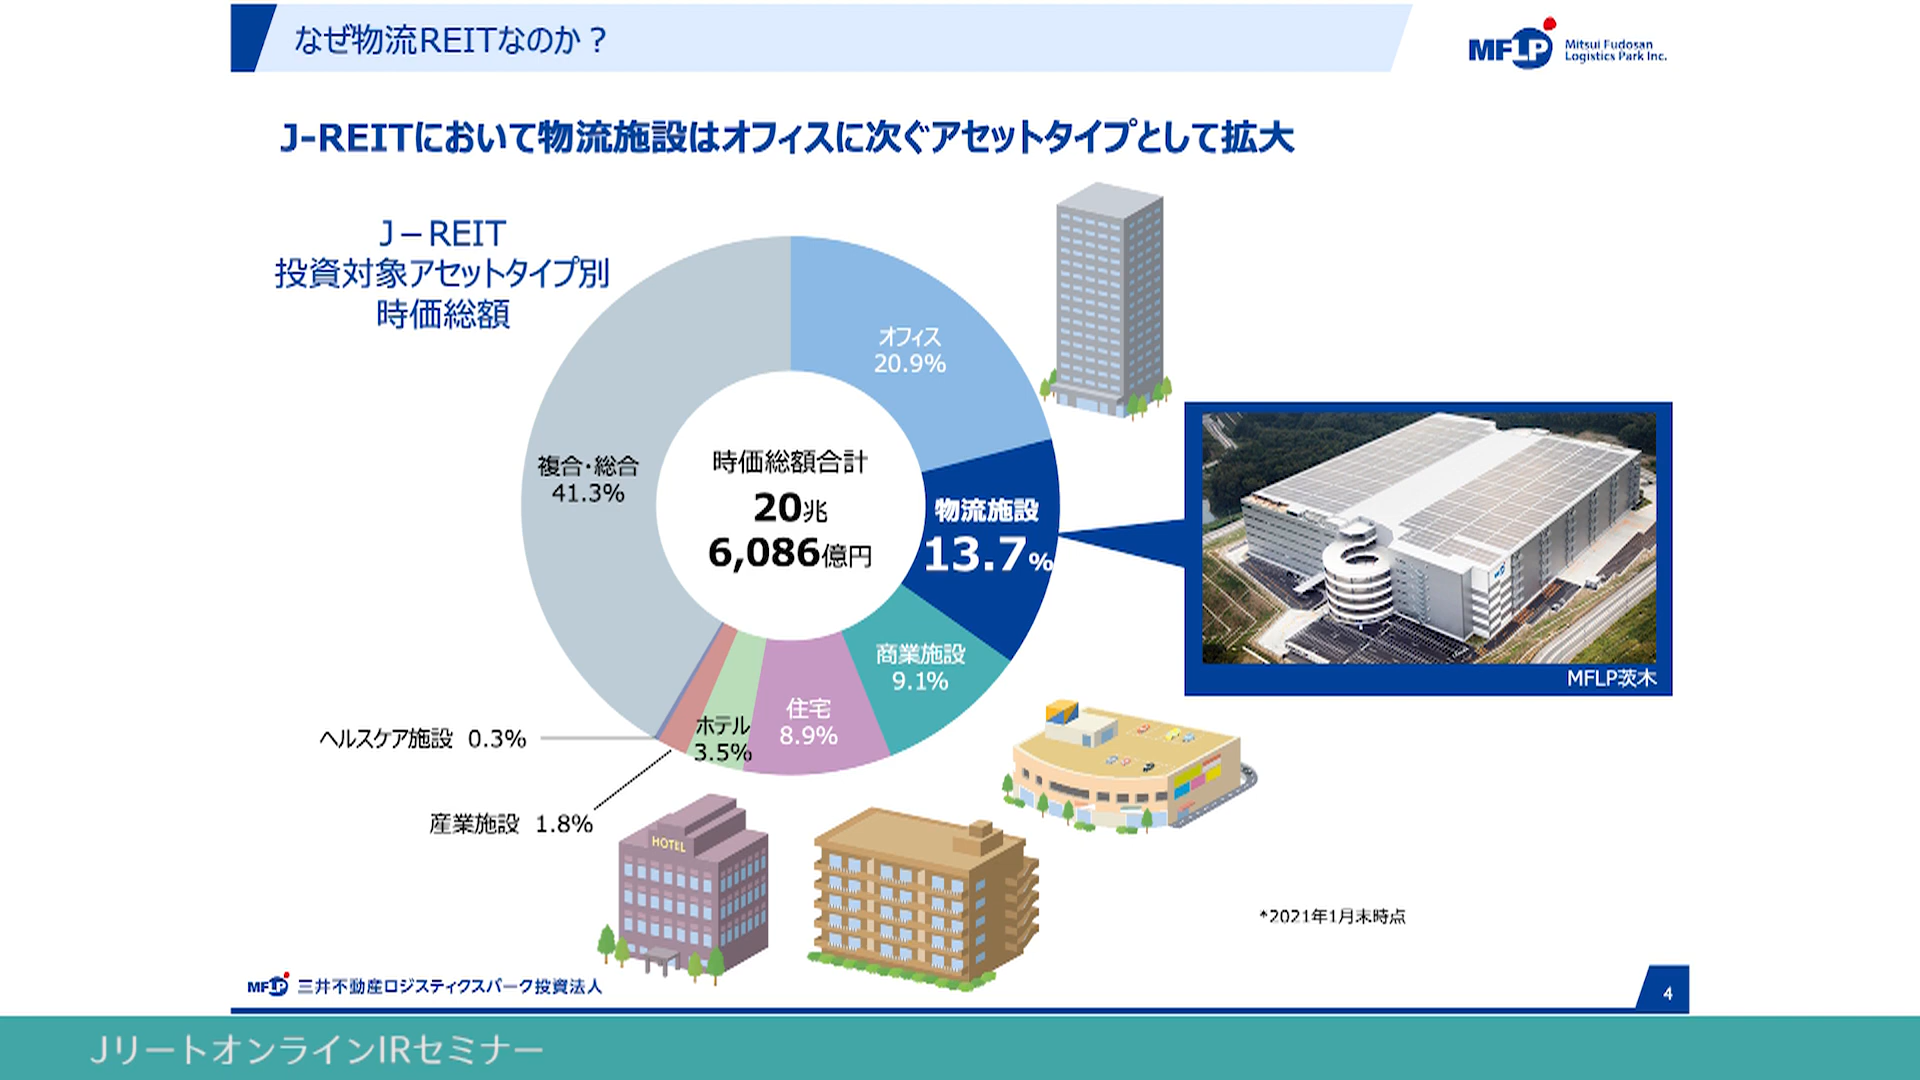 なぜ物流REITなのか？
MFLP Mitsui Fudosan
Logistics Park Inc.
J-REITにおいて物流施設はオフィスに次ぐアセットタイプとして拡大
J－REIT
投資対象アセットタイプ別
時価総額
オフィス
20.9%
複合・総合
41.3%
時価総額合計
20兆
6,086億円
物流施設
13.7%
商業施設
9.1%
MFLP茨木
住宅
8.9%
ホテル
3.5%
ヘルスケア施設 0.3%
産業施設 1.8%
HOTEL
*2021年1月末時点
MFLP 三井不動産ロジスティクスパーク投資法人
4
JリートオンラインIRセミナー